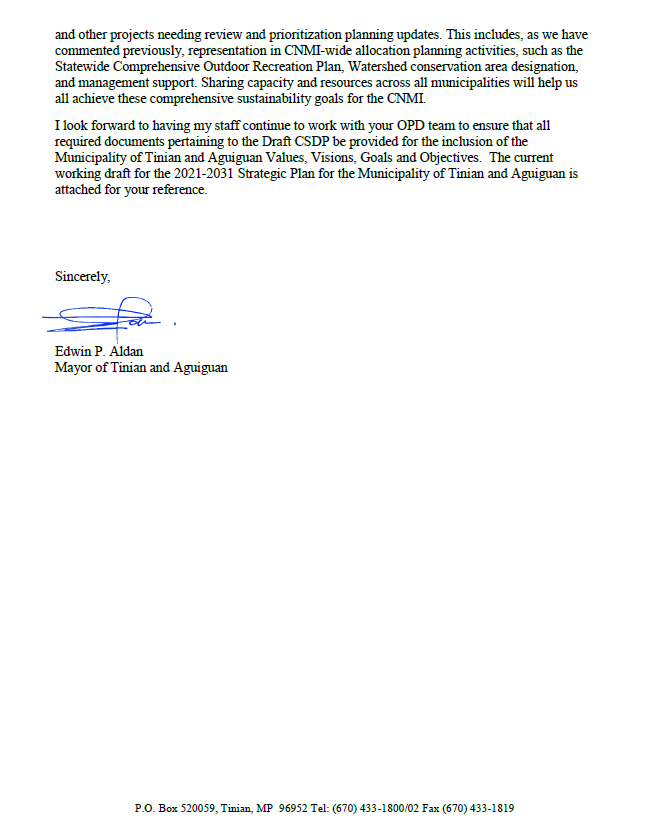 and other projects needing review and prioritization planning updates. This includes, as we have
commented previously, representation in CNMI-wide allocation planning activities, such as the
Statewide Comprehensive Outdoor Recreation Plan, Watershed conservation area designation,
and management support. Sharing capacity and resources across all municipalities will help us
all achieve these comprehensive sustainability goals for the CNMI.
I look forward to having my staff continue to work with your OPD team to ensure that all
required documents pertaining to the Draft CSDP be provided for the inclusion of the
Municipality of Tinian and Aguiguan Values, Visions, Goals and Objectives. The current
working draft for the 2021-2031 Strategic Plan for the Municipality of Tinian and Aguiguan is
attached for your reference.
Sincerely,
Edwin P. Aldan
Mayor of Tinian and Aguiguan
P.O. Box 520059, Tinian, MP 96952 Tel: (670) 433-1800/02 Fax (670) 433-1819